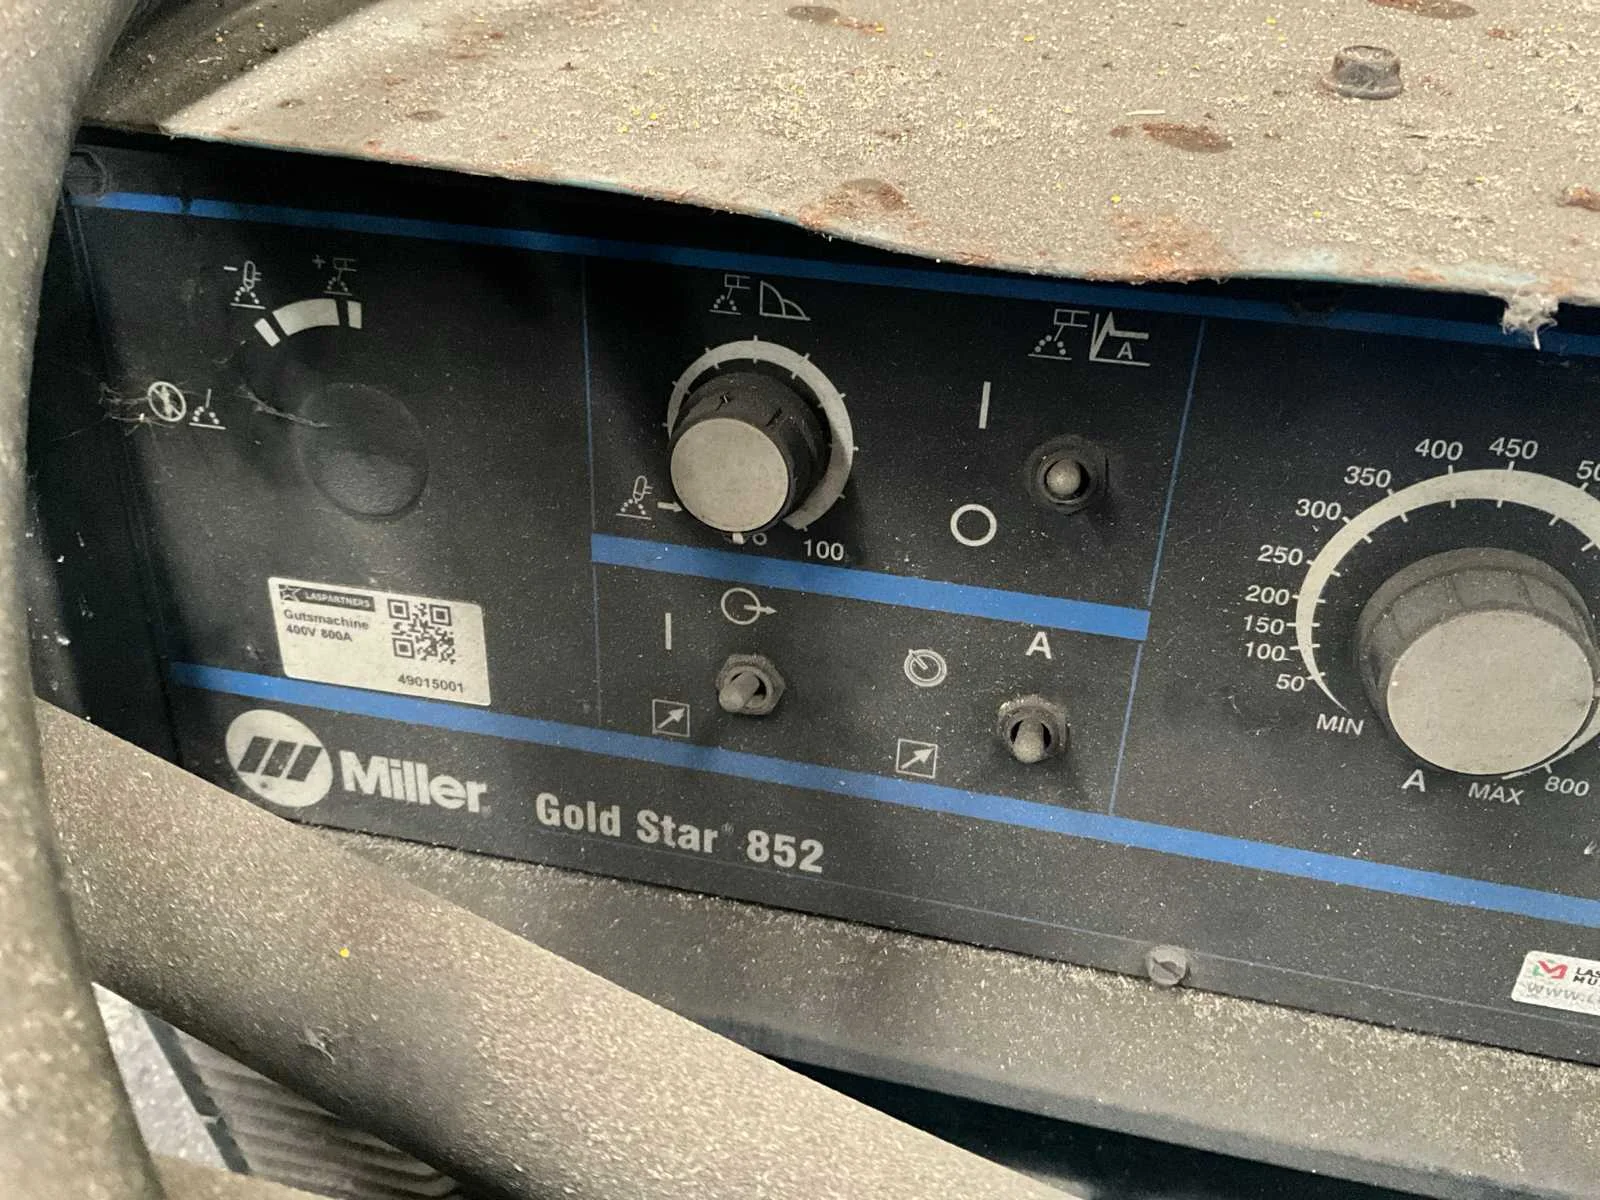 - +
I
O
0
100
I
A
LASPARTNERS
Gutsmachine
400V 800A
49015001
Miller
Gold Star® 852
A
400 450
350
300
250
200
150
100
50
MIN
A MAX 800